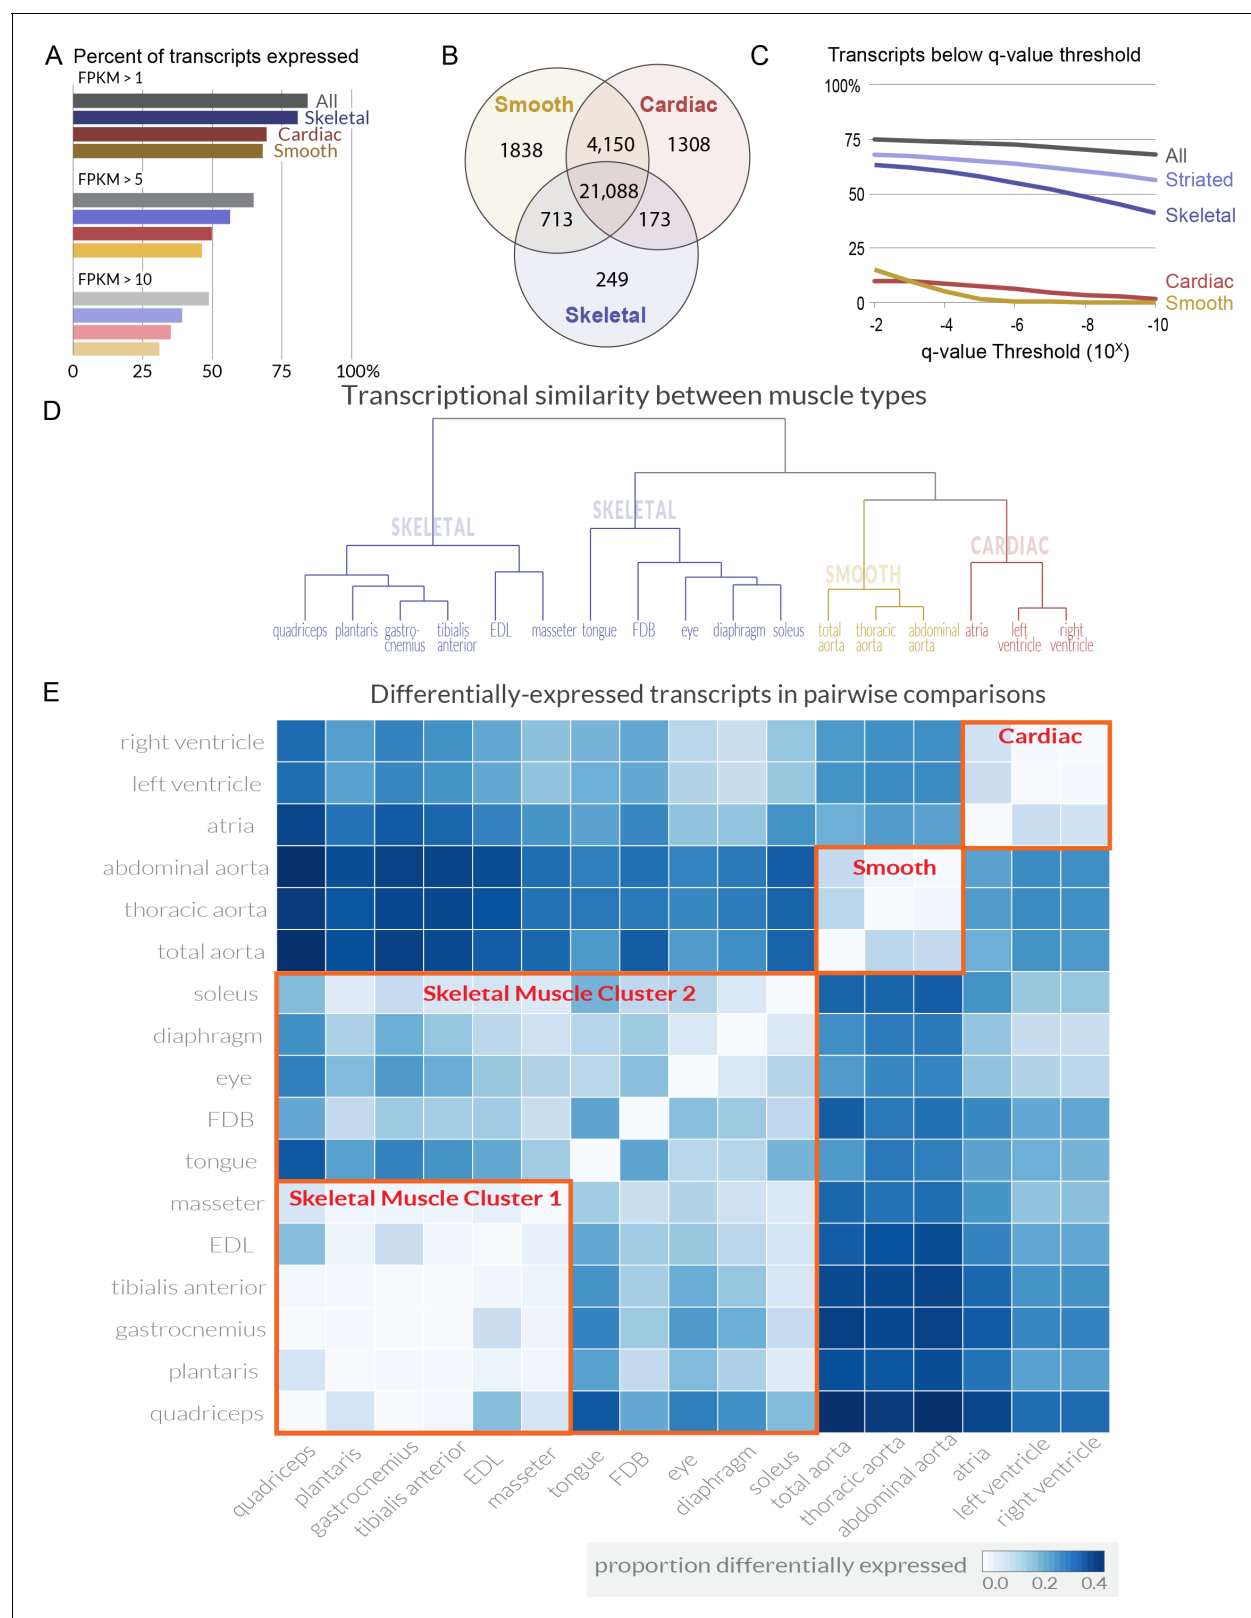 A Percent of transcripts expressed
FPKM > 1
All
Skeletal
Cardiac
Smooth
FPKM > 5
FPKM > 10
0 25 50 75 100%
B
Smooth Cardiac
1838 4,150 1308
21,088
713 173
249
Skeletal
C Transcripts below q-value threshold
100%
75
50
25
0
All
Striated
Skeletal
Cardiac
Smooth
-2 -4 -6 -8 -10
q-value Threshold (10^x)
D Transcriptional similarity between muscle types
SKELETAL SKELETAL
SMOOTH CARDIAC
quadriceps plantaris gastro-cnemius tibialis anterior EDL masseter tongue FDB eye diaphragm soleus total aorta thoracic aorta abdominal aorta atria left ventricle right ventricle
E Differentially-expressed transcripts in pairwise comparisons
right ventricle
left ventricle
atria
abdominal aorta
thoracic aorta
total aorta
soleus
diaphragm
eye
FDB
tongue
masseter
EDL
tibialis anterior
gastrocnemius
plantaris
quadriceps
Cardiac
Smooth
Skeletal Muscle Cluster 2
Skeletal Muscle Cluster 1
quadriceps plantaris gastrocnemius tibialis anterior EDL masseter tongue FDB eye diaphragm soleus total aorta thoracic aorta abdominal aorta atria left ventricle right ventricle
proportion differentially expressed
0.0 0.2 0.4